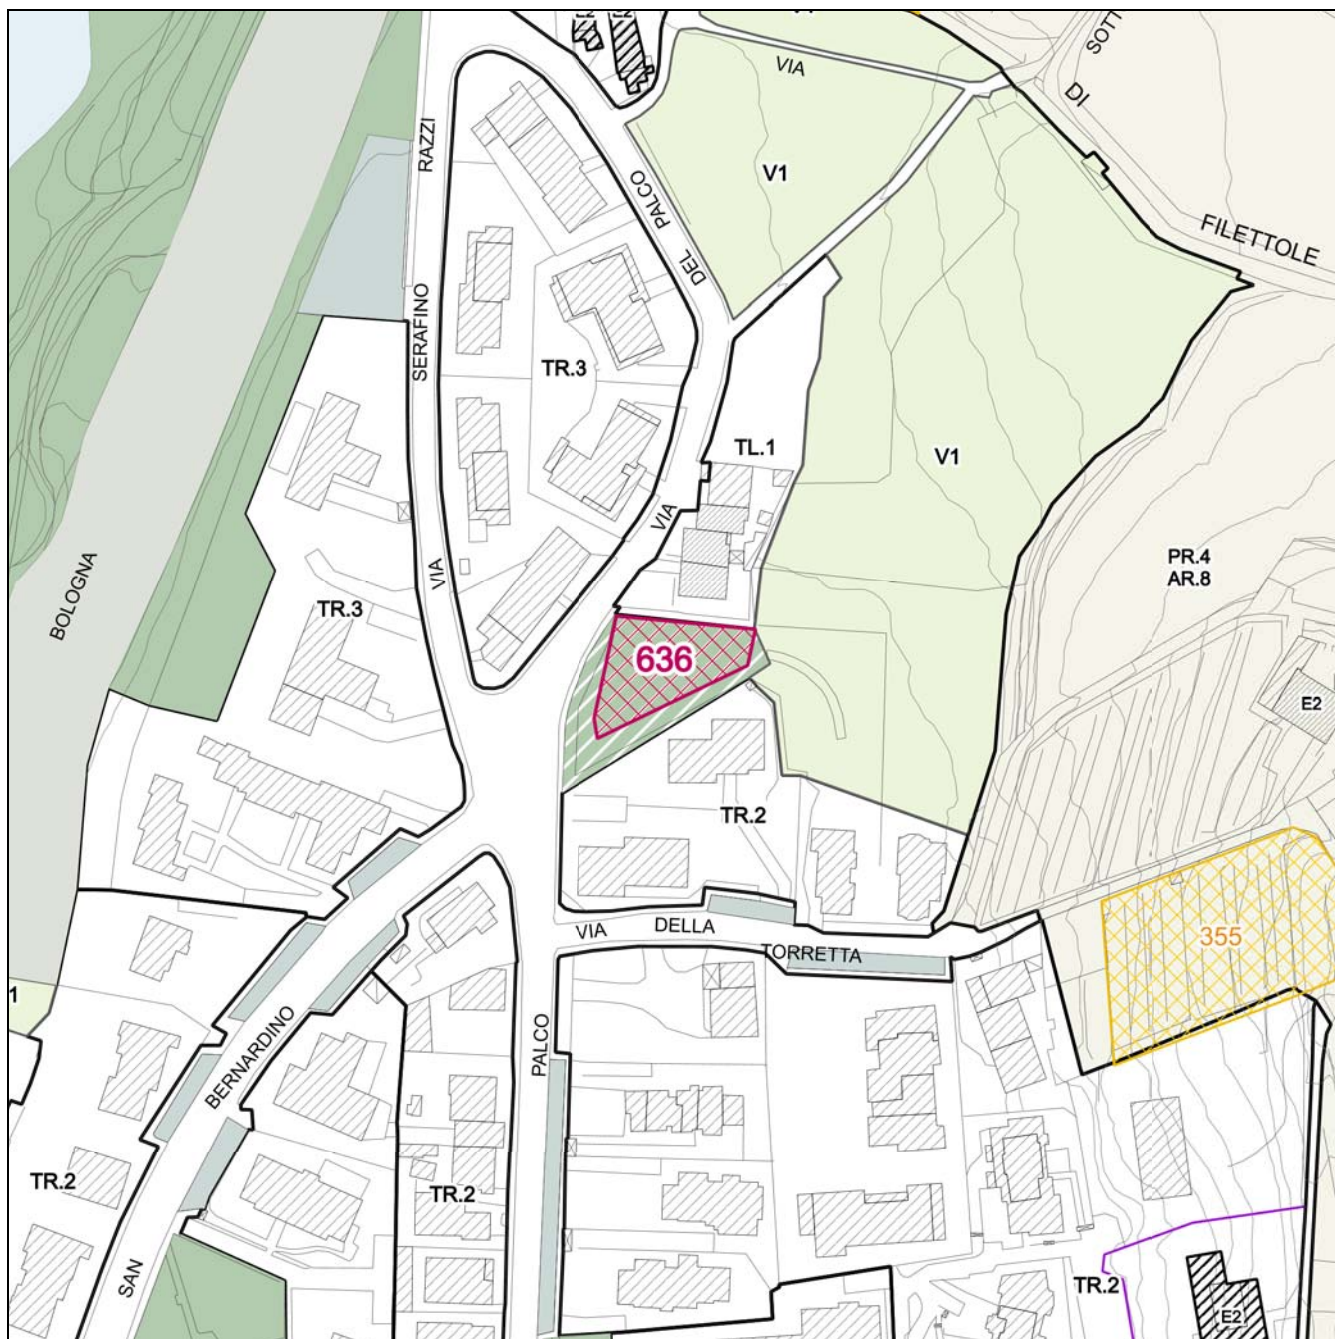 E2
VIA
SOTT
DI
RAZZI
V1
PALCO
DEL
FILETTOLE
SERAFINO
TR.3
TL.1
V1
VIA
PR.4
AR.8
VIA
BOLOGNA
TR.3
636
E2
TR.2
VIA
DELLA
TORRETTA
355
1
BERNARDINO
PALCO
TR.2
TR.2
SAN
TR.2
E2